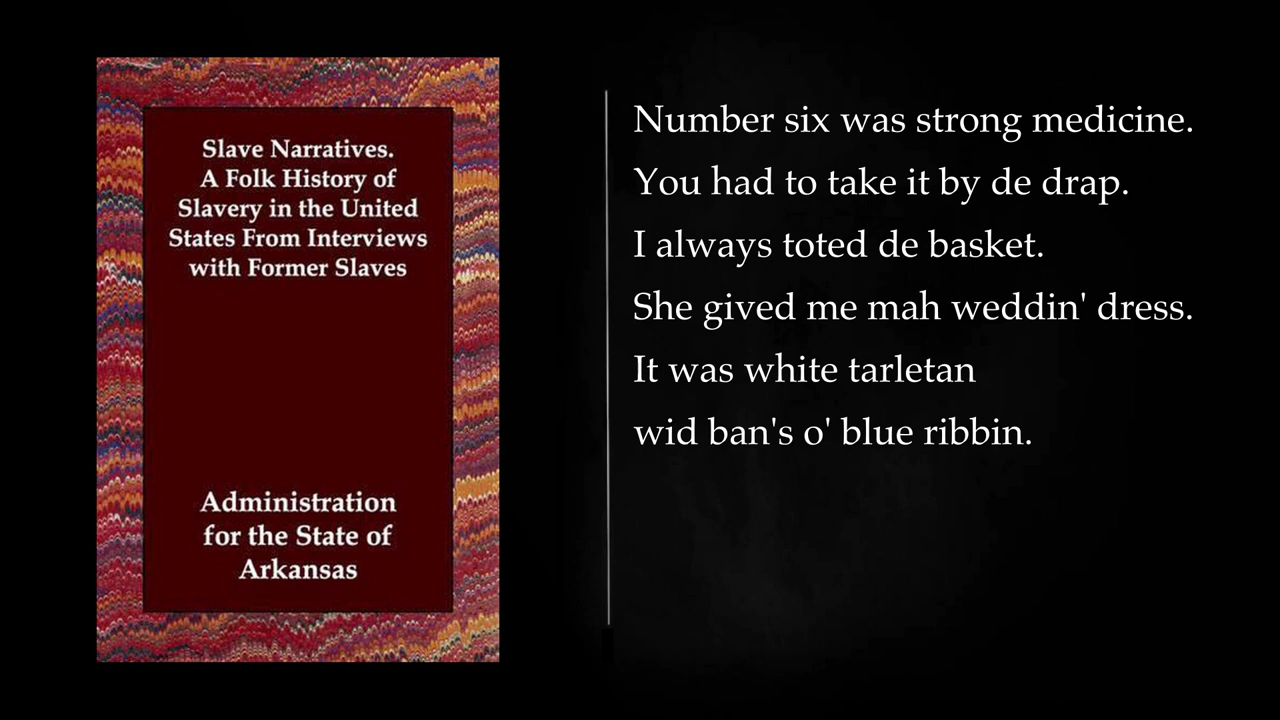 Slave Narratives.
A Folk History of
Slavery in the United
States From Interviews
with Former Slaves
Administration
for the State of
Arkansas
Number six was strong medicine.
You had to take it by de drap.
I always toted de basket.
She gived me mah weddin' dress.
It was white tarletan
wid ban's o' blue ribbin.